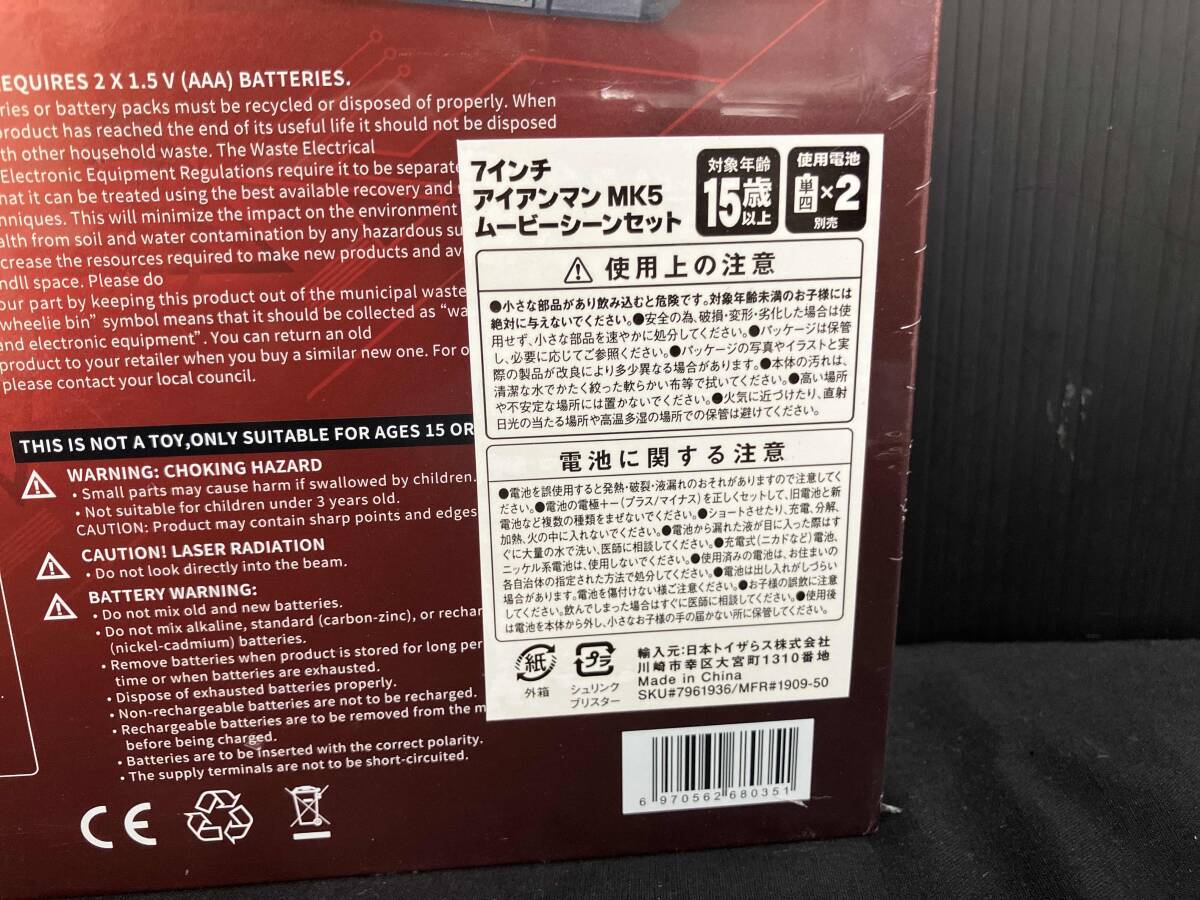 EQUIRES 2 X 1.5 V (AAA) BATTERIES.
ries or battery packs must be recycled or disposed of properly. When
product has reached the end of its useful life it should not be disposed
th other household waste. The Waste Electrical
Electronic Equipment Regulations require it to be separate
hat it can be treated using the best available recovery and
hniques. This will minimize the impact on the environment
alth from soil and water contamination by any hazardous su
crease the resources required to make new products and av
ndll space. Please do
our part by keeping this product out of the municipal waste
"wheelie bin" symbol means that it should be collected as "wa
and electronic equipment". You can return an old
product to your retailer when you buy a similar new one. For o
please contact your local council.
THIS IS NOT A TOY,ONLY SUITABLE FOR AGES 15 OR
WARNING: CHOKING HAZARD
• Small parts may cause harm if swallowed by children.
• Not suitable for children under 3 years old.
CAUTION: Product may contain sharp points and edges
CAUTION! LASER RADIATION
• Do not look directly into the beam.
BATTERY WARNING:
• Do not mix old and new batteries.
• Do not mix alkaline, standard (carbon-zinc), or rechar
(nickel-cadmium) batteries.
• Remove batteries when product is stored for long per
time or when batteries are exhausted.
• Dispose of exhausted batteries properly.
• Non-rechargeable batteries are not to be recharged.
• Rechargeable batteries are to be removed from the m
before being charged.
• Batteries are to be inserted with the correct polarity.
• The supply terminals are not to be short-circuited.
CE
7インチ
アイアンマン MK5
ムービーシーンセット
対象年齢
15歳以上
使用電池
単四×2
別売
使用上の注意
●小さな部品があり飲み込むと危険です。対象年齢未満のお子様には
絶対に与えないでください。●安全の為、破損・変形・劣化した場合は使
用せず、小さな部品を速やかに処分してください。●パッケージは保管
し、必要に応じてご参照ください。●パッケージの写真やイラストと実
際の製品が改良により多少異なる場合があります。●本体の汚れは、
清潔な水でかたく絞った軟らかい布等で拭いてください。●高い場所
や不安定な場所には置かないでください。●火気に近づけたり、直射
日光の当たる場所や高温多湿の場所での保管は避けてください。
電池に関する注意
●電池を誤使用すると発熱・破裂・液漏れのおそれがありますので注意してく
ださい。●電池の電極＋ー(プラス/マイナス)を正しくセットして、旧電池と新
電池など複数の種類をまぜないでください。●ショートさせたり、充電、分解、
加熱、火の中に入れないでください。●電池から漏れた液が目に入った際はす
ぐに大量の水で洗い、医師に相談してください。●充電式(ニカドなど)電池、
ニッケル系電池は、使用しないでください。●使用済みの電池は、お住まいの
各自治体の指定された方法で処分してください。●電池は出し入れがしづらい
場合があります。電池を傷付けない様ご注意ください。●お子様の誤飲に注意
してください。飲んでしまった場合はすぐに医師に相談してください。●使用後
は電池を本体から外し、小さなお子様の手の届かない所に保管してください。
紙
外箱
プラ
シュリンク
ブリスター
輸入元:日本トイザらス株式会社
川崎市幸区大宮町1310番地
Made in China
SKU#7961936/MFR#1909-50
6 970562 680351